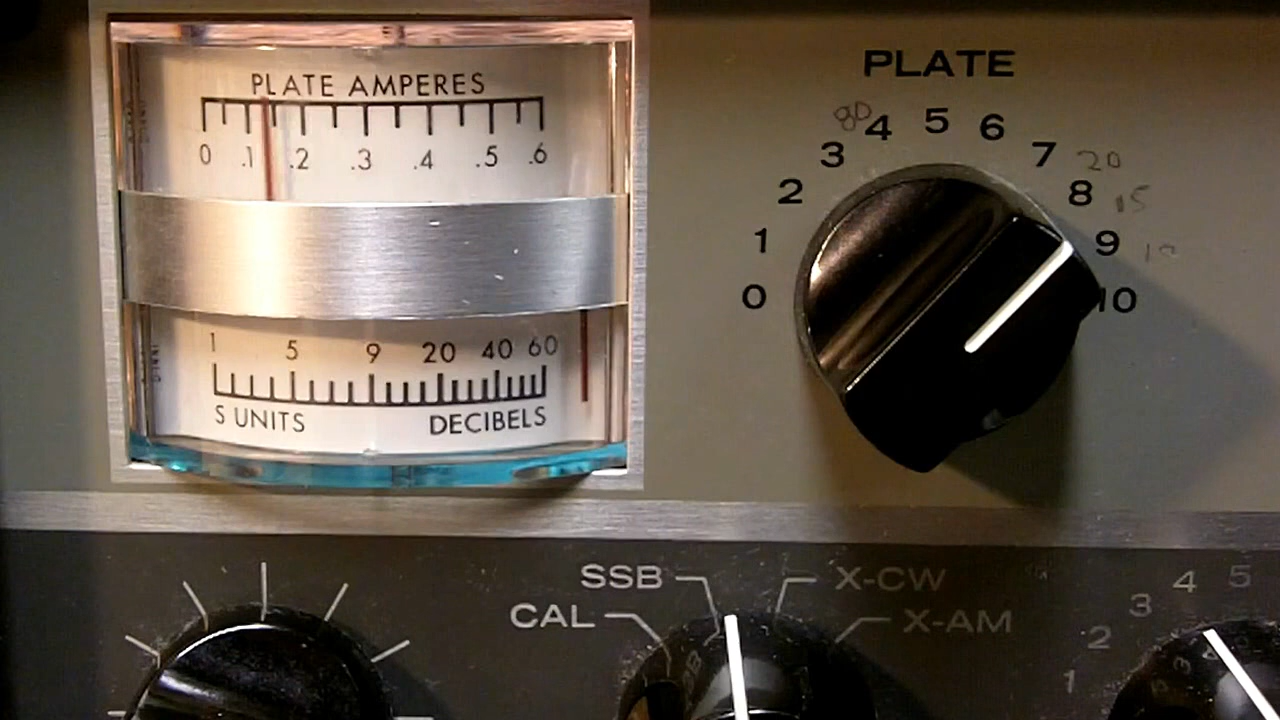 PLATE AMPERES
0 .1 .2 .3 .4 .5 .6
1 5 9 20 40 60
S UNITS DECIBELS
PLATE
80
0 1 2 3 4 5 6 7 8 9 10
20
15
SSB X-CW
CAL X-AM
1 2 3 4 5